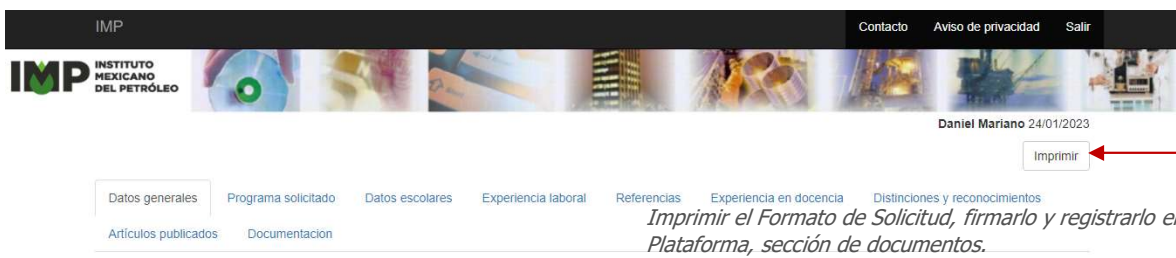 IMP Contacto Aviso de privacidad Salir
IMP INSTITUTO
MEXICANO
DEL PETRÓLEO
Daniel Mariano 24/01/2023
Imprimir
Datos generales Programa solicitado Datos escolares Experiencia laboral Referencias Experiencia en docencia Distinciones y reconocimientos
Imprimir el Formato de Solicitud, firmarlo y registrarlo
Artículos publicados Documentacion
Plataforma, sección de documentos.